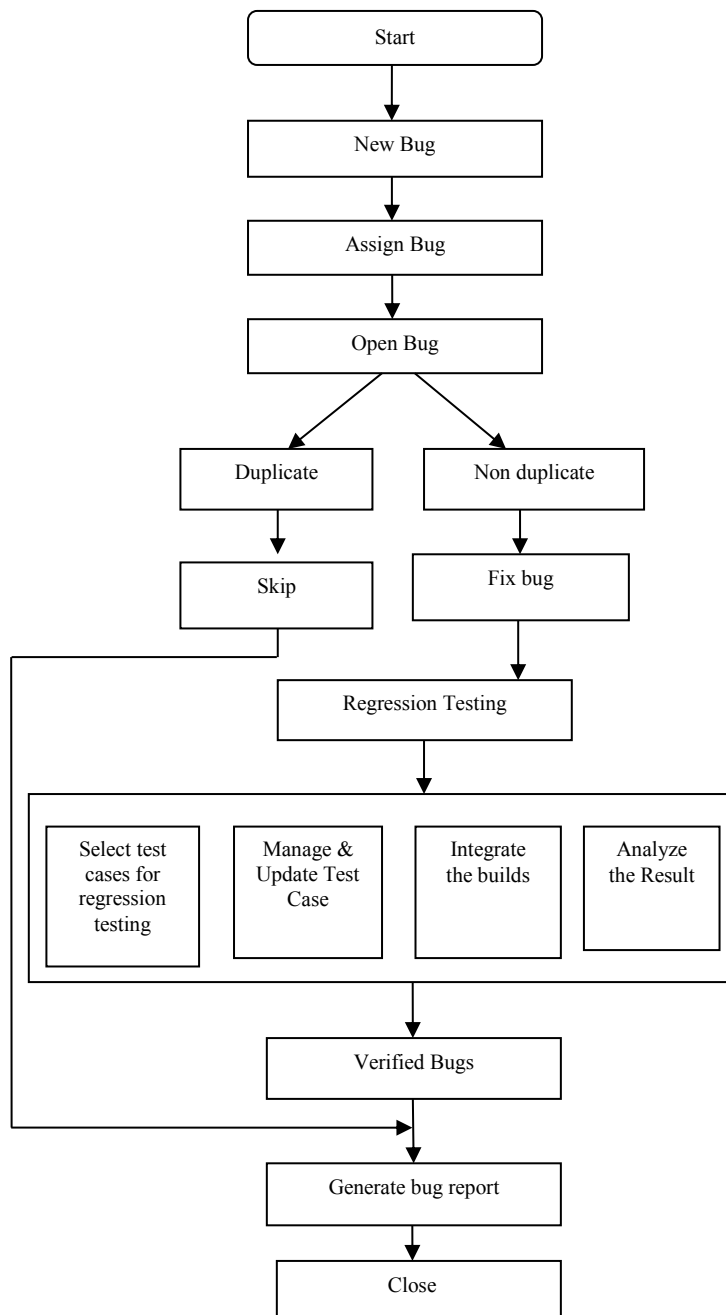 Start
New Bug
Assign Bug
Open Bug
Duplicate
Non duplicate
Skip
Fix bug
Regression Testing
Select test
cases for
regression
testing
Manage &
Update Test
Case
Integrate
the builds
Analyze
the Result
Verified Bugs
Generate bug report
Close